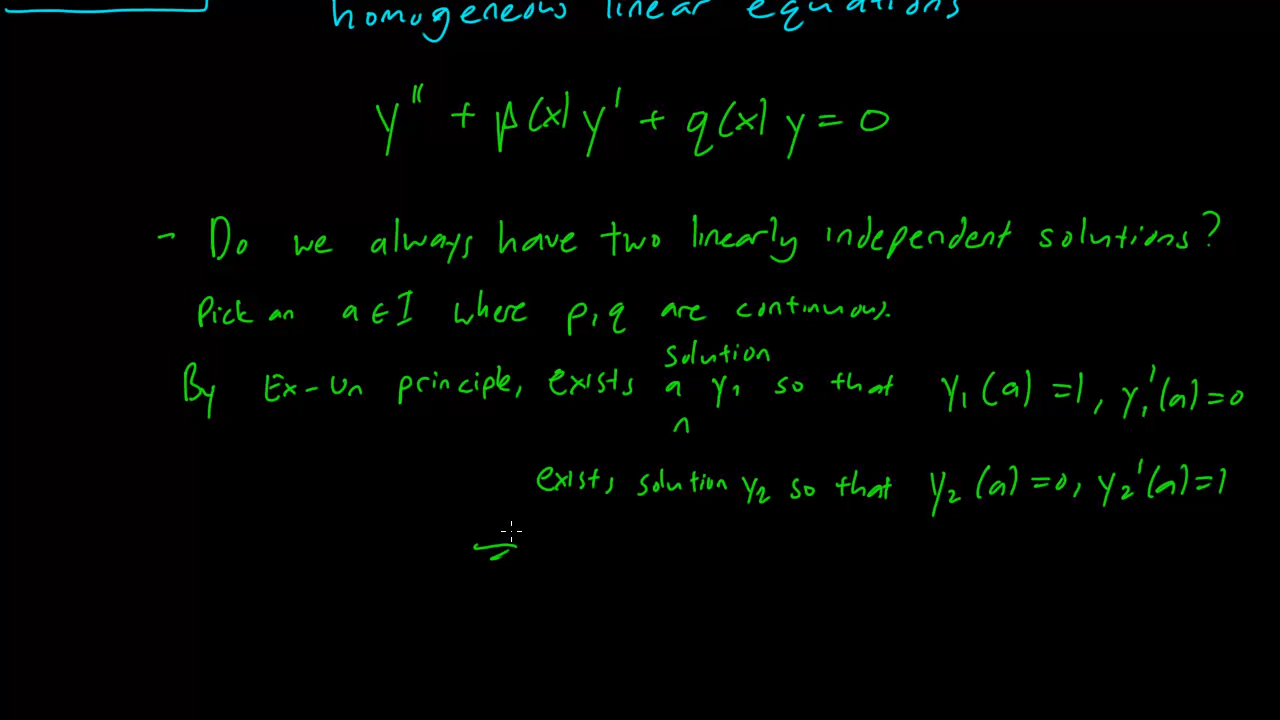 homogeneous linear equations
y'' + p(x) y' + q(x) y = 0
- Do we always have two linearly independent solutions?
Pick an a ∈ I where p, q are continuous.
solution
By Ex-Un principle, exists a y₁ so that y₁(a) = 1, y₁'(a) = 0
^
exists solution y₂ so that y₂(a) = 0, y₂'(a) = 1